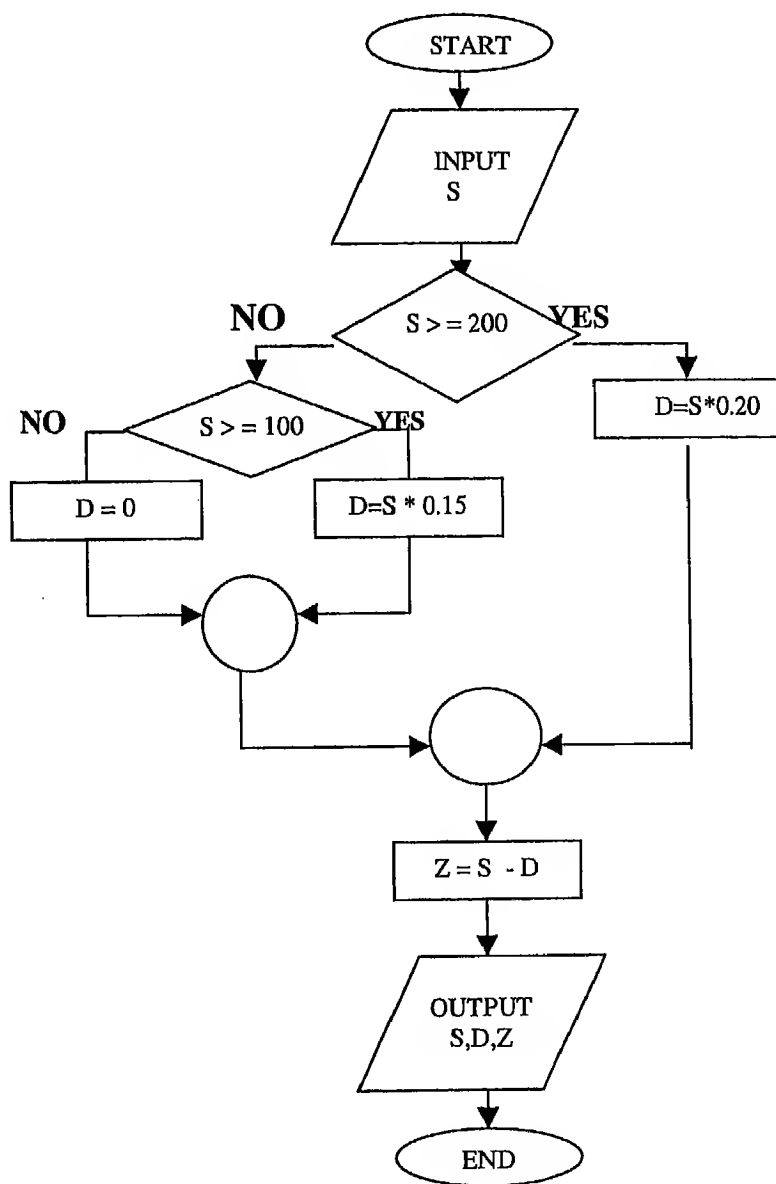 START
INPUT
S
NO
S > = 200
YES
NO
S > = 100
YES
D=S*0.20
D = 0
D=S * 0.15
Z = S - D
OUTPUT
S,D,Z
END